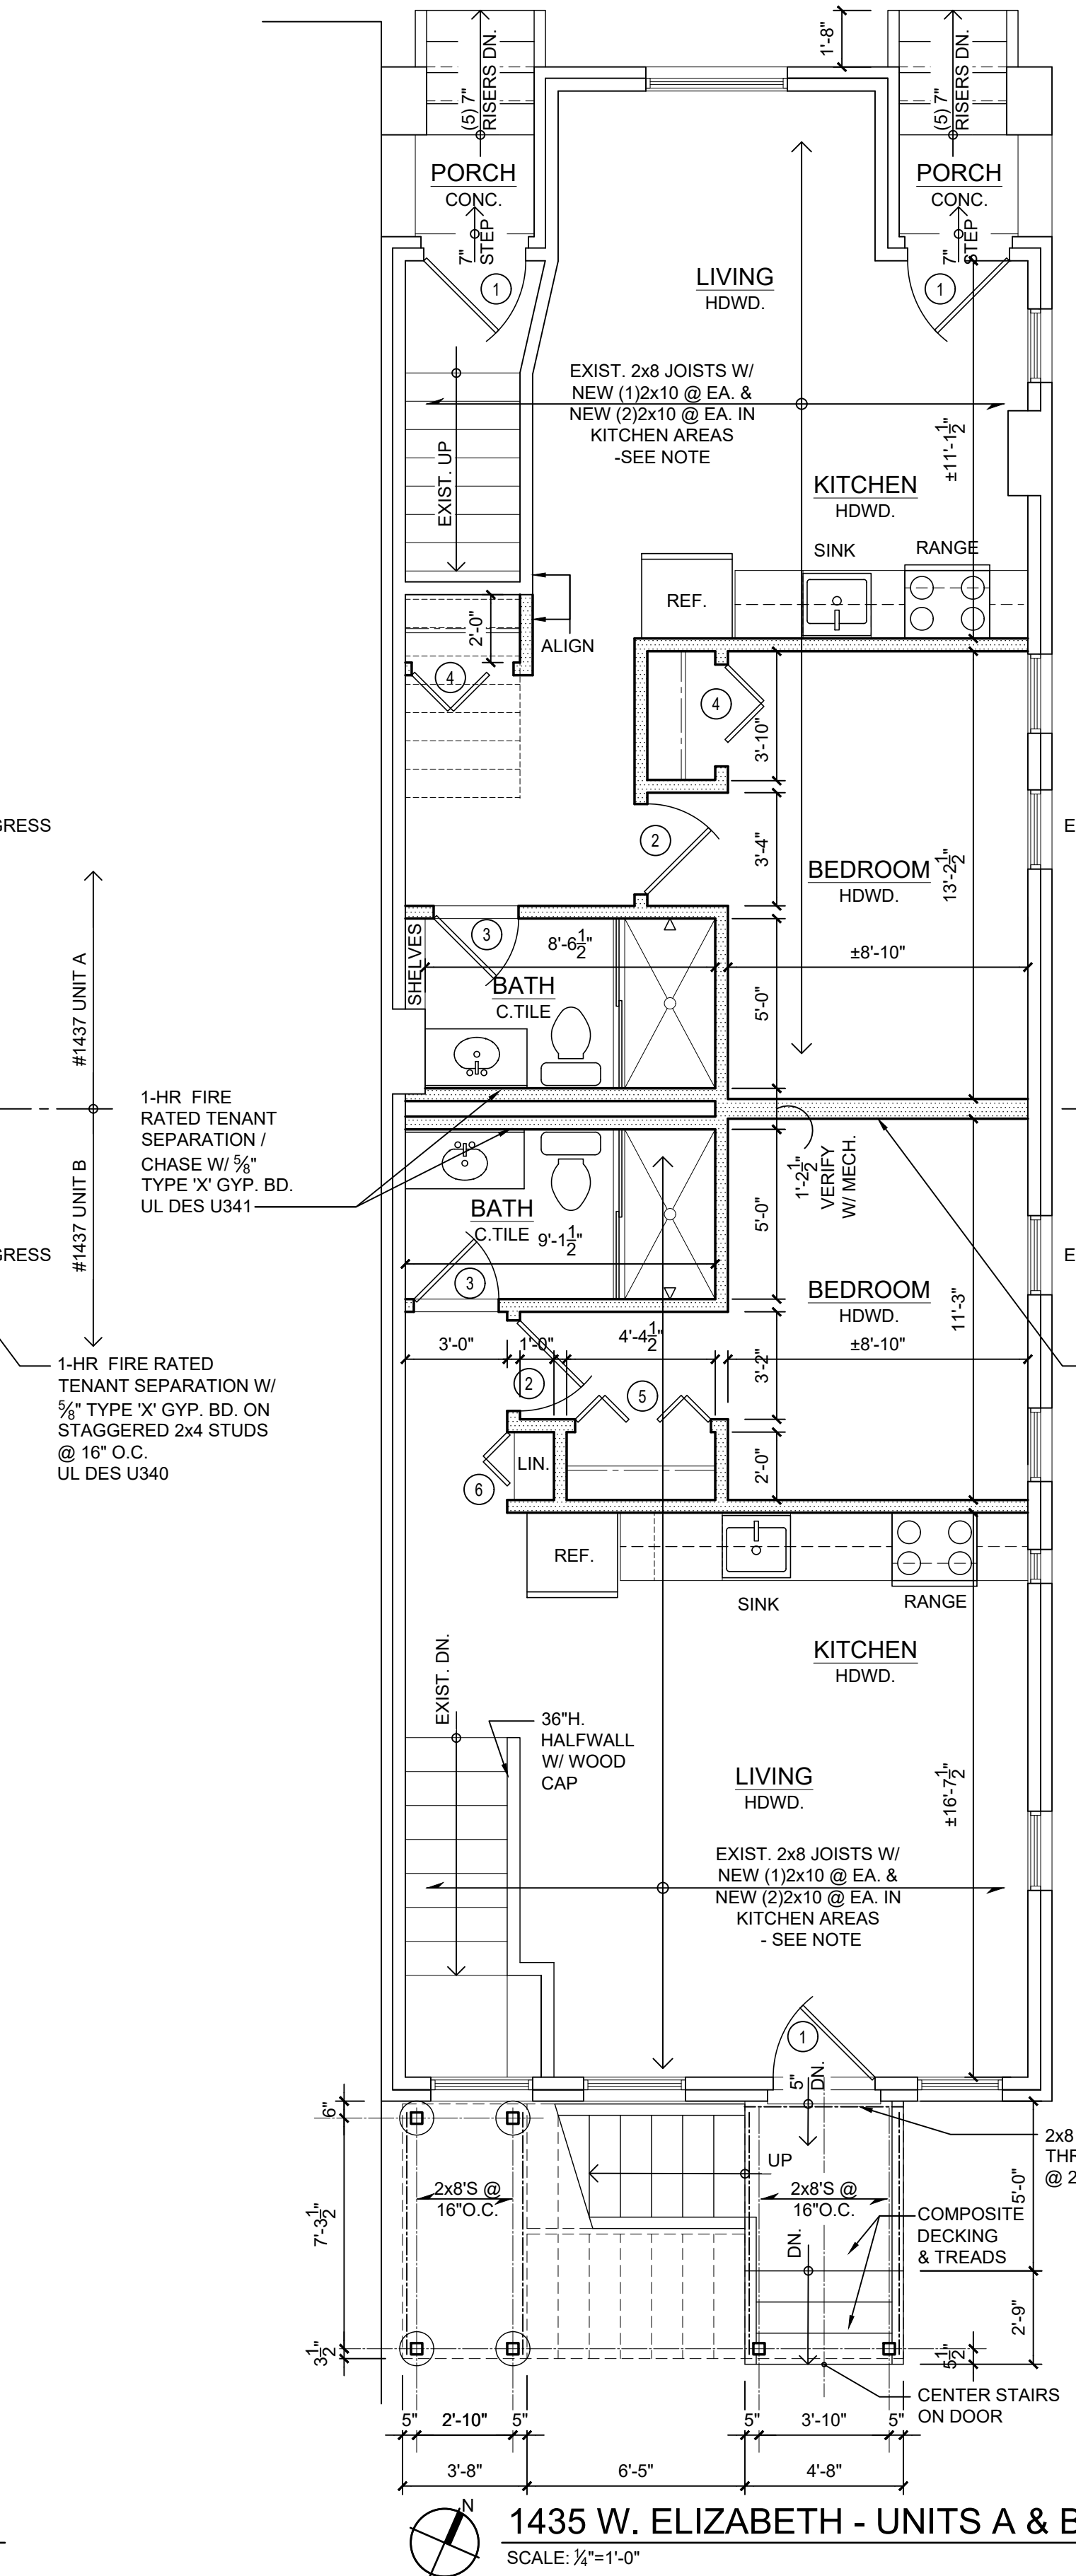 1'-8"
(5) 7"
RISERS DN.
(5) 7"
RISERS DN.
PORCH
CONC.
PORCH
CONC.
7"
STEP
7"
STEP
1
1
LIVING
HDWD.
EXIST. 2x8 JOISTS W/
NEW (1)2x10 @ EA. &
NEW (2)2x10 @ EA. IN
KITCHEN AREAS
-SEE NOTE
EXIST. UP
±11'-1½"
KITCHEN
HDWD.
SINK
RANGE
REF.
2'-0"
ALIGN
4
4
3'-10"
GRESS
E
2
3'-4"
BEDROOM
HDWD.
13'-2½"
#1437 UNIT A
SHELVES
3
8'-6½"
±8'-10"
BATH
C.TILE
5'-0"
1-HR FIRE
RATED TENANT
SEPARATION /
CHASE W/ ⅝"
TYPE 'X' GYP. BD.
UL DES U341
1'-2½"
VERIFY
W/ MECH.
#1437 UNIT B
BATH
C.TILE
9'-1½"
5'-0"
GRESS
E
3
BEDROOM
HDWD.
11'-3"
3'-0"
1'-0"
4'-4½"
±8'-10"
3'-2"
1-HR FIRE RATED
TENANT SEPARATION W/
⅝" TYPE 'X' GYP. BD. ON
STAGGERED 2x4 STUDS
@ 16" O.C.
UL DES U340
2
5
LIN.
6
2'-0"
REF.
SINK
RANGE
KITCHEN
HDWD.
EXIST. DN.
36"H.
HALFWALL
W/ WOOD
CAP
LIVING
HDWD.
±16'-7½"
EXIST. 2x8 JOISTS W/
NEW (1)2x10 @ EA. &
NEW (2)2x10 @ EA. IN
KITCHEN AREAS
- SEE NOTE
1
5"
DN.
6"
2x8
THR
@ 2
UP
2x8'S @
16"O.C.
2x8'S @
16"O.C.
7'-3½"
5'-0"
COMPOSITE
DECKING
& TREADS
DN.
2'-9"
3½"
5½"
CENTER STAIRS
ON DOOR
5"
2'-10"
5"
5"
3'-10"
5"
3'-8"
6'-5"
4'-8"
N
1435 W. ELIZABETH - UNITS A & B
SCALE: ¼"=1'-0"